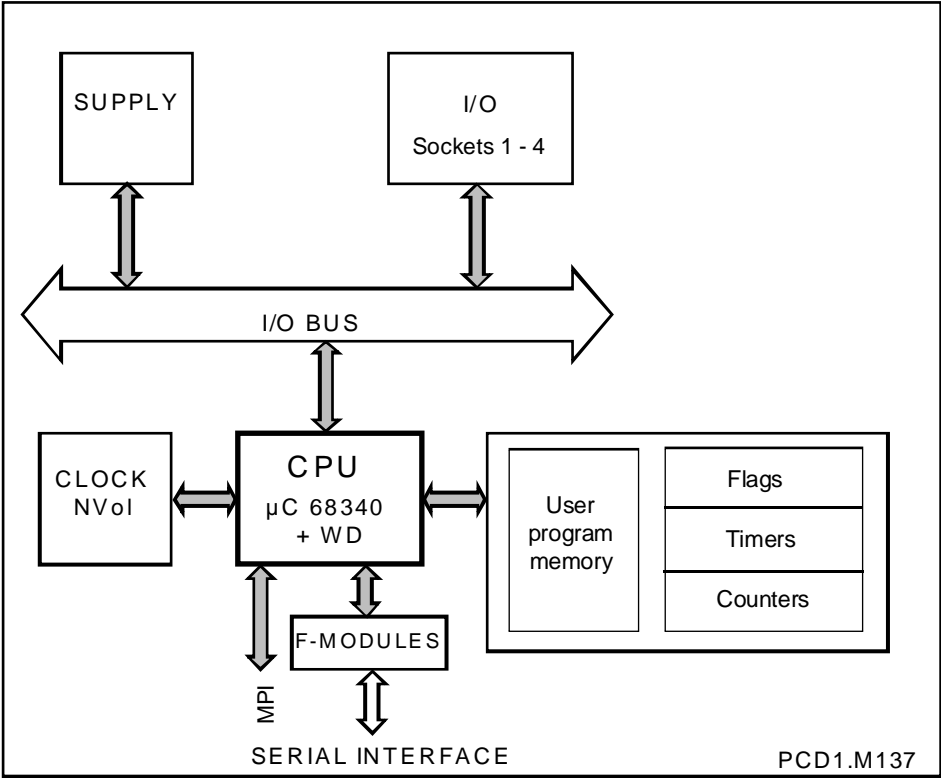 SUPPLY
I/O
Sockets 1 - 4
I/O BUS
CLOCK
NVol
CPU
µC 68340
+ WD
User
program
memory
Flags
Timers
Counters
F-MODULES
MPI
SERIAL INTERFACE
PCD1.M137